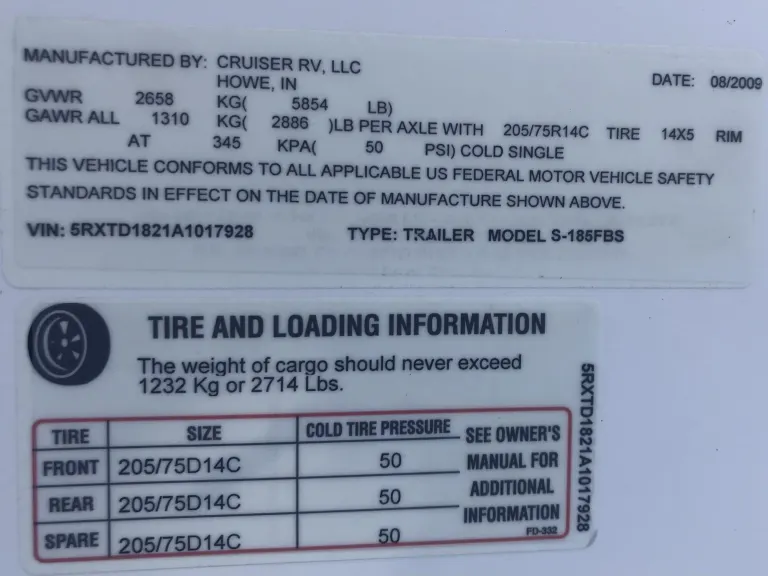 MANUFACTURED BY: CRUISER RV, LLC
HOWE, IN
DATE: 08/2009
GVWR 2658 KG( 5854 LB)
GAWR ALL 1310 KG( 2886 )LB PER AXLE WITH 205/75R14C TIRE 14X5 RIM
AT 345 KPA( 50 PSI) COLD SINGLE
THIS VEHICLE CONFORMS TO ALL APPLICABLE US FEDERAL MOTOR VEHICLE SAFETY
STANDARDS IN EFFECT ON THE DATE OF MANUFACTURE SHOWN ABOVE.
VIN: 5RXTD1821A1017928 TYPE: TRAILER MODEL S-185FBS
TIRE AND LOADING INFORMATION
The weight of cargo should never exceed
1232 Kg or 2714 Lbs.
TIRE SIZE COLD TIRE PRESSURE
FRONT 205/75D14C 50
REAR 205/75D14C 50
SPARE 205/75D14C 50
SEE OWNER'S
MANUAL FOR
ADDITIONAL
INFORMATION
FD-332
5RXTD1821A1017928